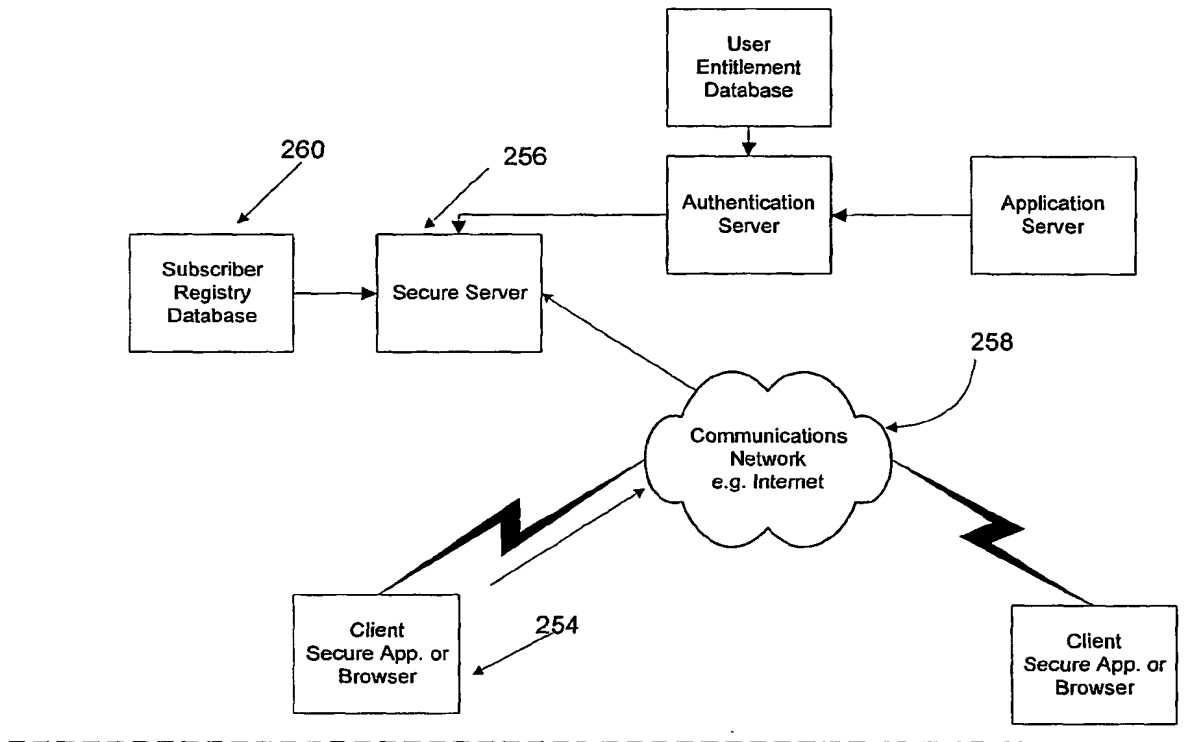 User
Entitlement
Database
260
256
Authentication
Server
Application
Server
Subscriber
Registry
Database
Secure Server
258
Communications
Network
e.g. Internet
254
Client
Secure App. or
Browser
Client
Secure App. or
Browser